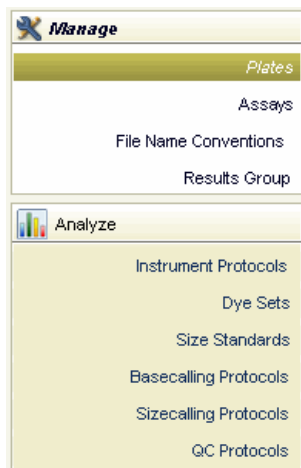 Manage
Plates
Assays
File Name Conventions
Results Group
Analyze
Instrument Protocols
Dye Sets
Size Standards
Basecalling Protocols
Sizecalling Protocols
QC Protocols